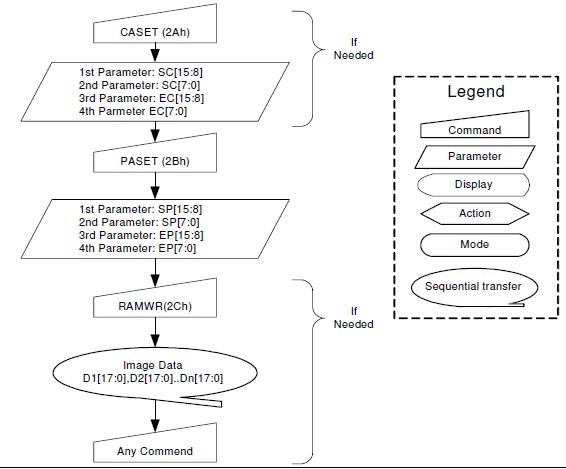 CASET (2Ah)
1st Parameter: SC[15:8]
2nd Parameter: SC[7:0]
3rd Parameter: EC[15:8]
4th Parmeter EC[7:0]
If
Needed
PASET (2Bh)
1st Parameter: SP[15:8]
2nd Parameter: SP[7:0]
3rd Parameter: EP[15:8]
4th Parameter: EP[7:0]
RAMWR(2Ch)
If
Needed
Image Data
D1[17:0],D2[17:0]..Dn[17:0]
Any Commend
Legend
Command
Parameter
Display
Action
Mode
Sequential transfer